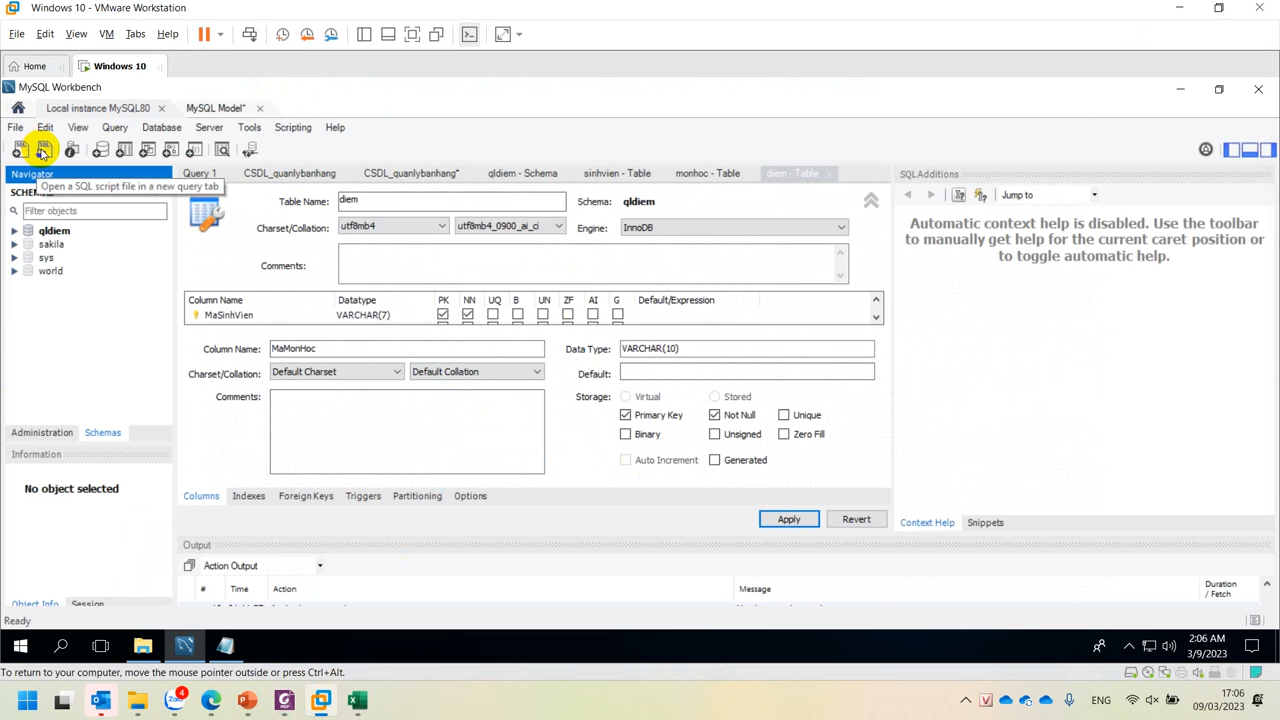 Windows 10 - VMware Workstation
File Edit View VM Tabs Help
Home Windows 10
MySQL Workbench
Local instance MySQL80 MySQL Model*
File Edit View Query Database Server Tools Scripting Help
Navigator
Open a SQL script file in a new query tab
Filter objects
qldiem
sakila
sys
world
Administration Schemas
Information
No object selected
Object Info Session
Query 1 CSDL_quanlybanhang CSDL_quanlybanhang* qldiem - Schema sinhvien - Table monhoc - Table diem - Table
Table Name: diem Schema: qldiem
Charset/Collation: utf8mb4 utf8mb4_0900_ai_ci Engine: InnoDB
Comments:
Column Name Datatype PK NN UQ B UN ZF AI G Default/Expression
MaSinhVien VARCHAR(7)
Column Name: MaMonHoc Data Type: VARCHAR(10)
Charset/Collation: Default Charset Default Collation Default:
Comments: Storage: Virtual Stored
Primary Key Not Null Unique
Binary Unsigned Zero Fill
Auto Increment Generated
Columns Indexes Foreign Keys Triggers Partitioning Options
Apply Revert
Output
Action Output
# Time Action Message Duration / Fetch
SQLAdditions
Jump to
Automatic context help is disabled. Use the toolbar
to manually get help for the current caret position or
to toggle automatic help.
Context Help Snippets
Ready
2:06 AM
3/9/2023
To return to your computer, move the mouse pointer outside or press Ctrl+Alt.
Zalo 4
ENG
17:06
09/03/2023